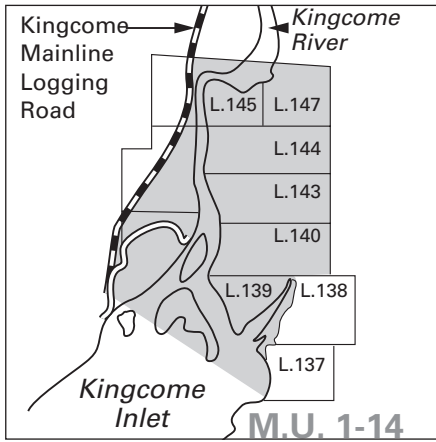 Kingcome
Mainline
Logging
Road
Kingcome
River
L.145
L.147
L.144
L.143
L.140
L.139
L.138
L.137
Kingcome
Inlet
M.U. 1-14